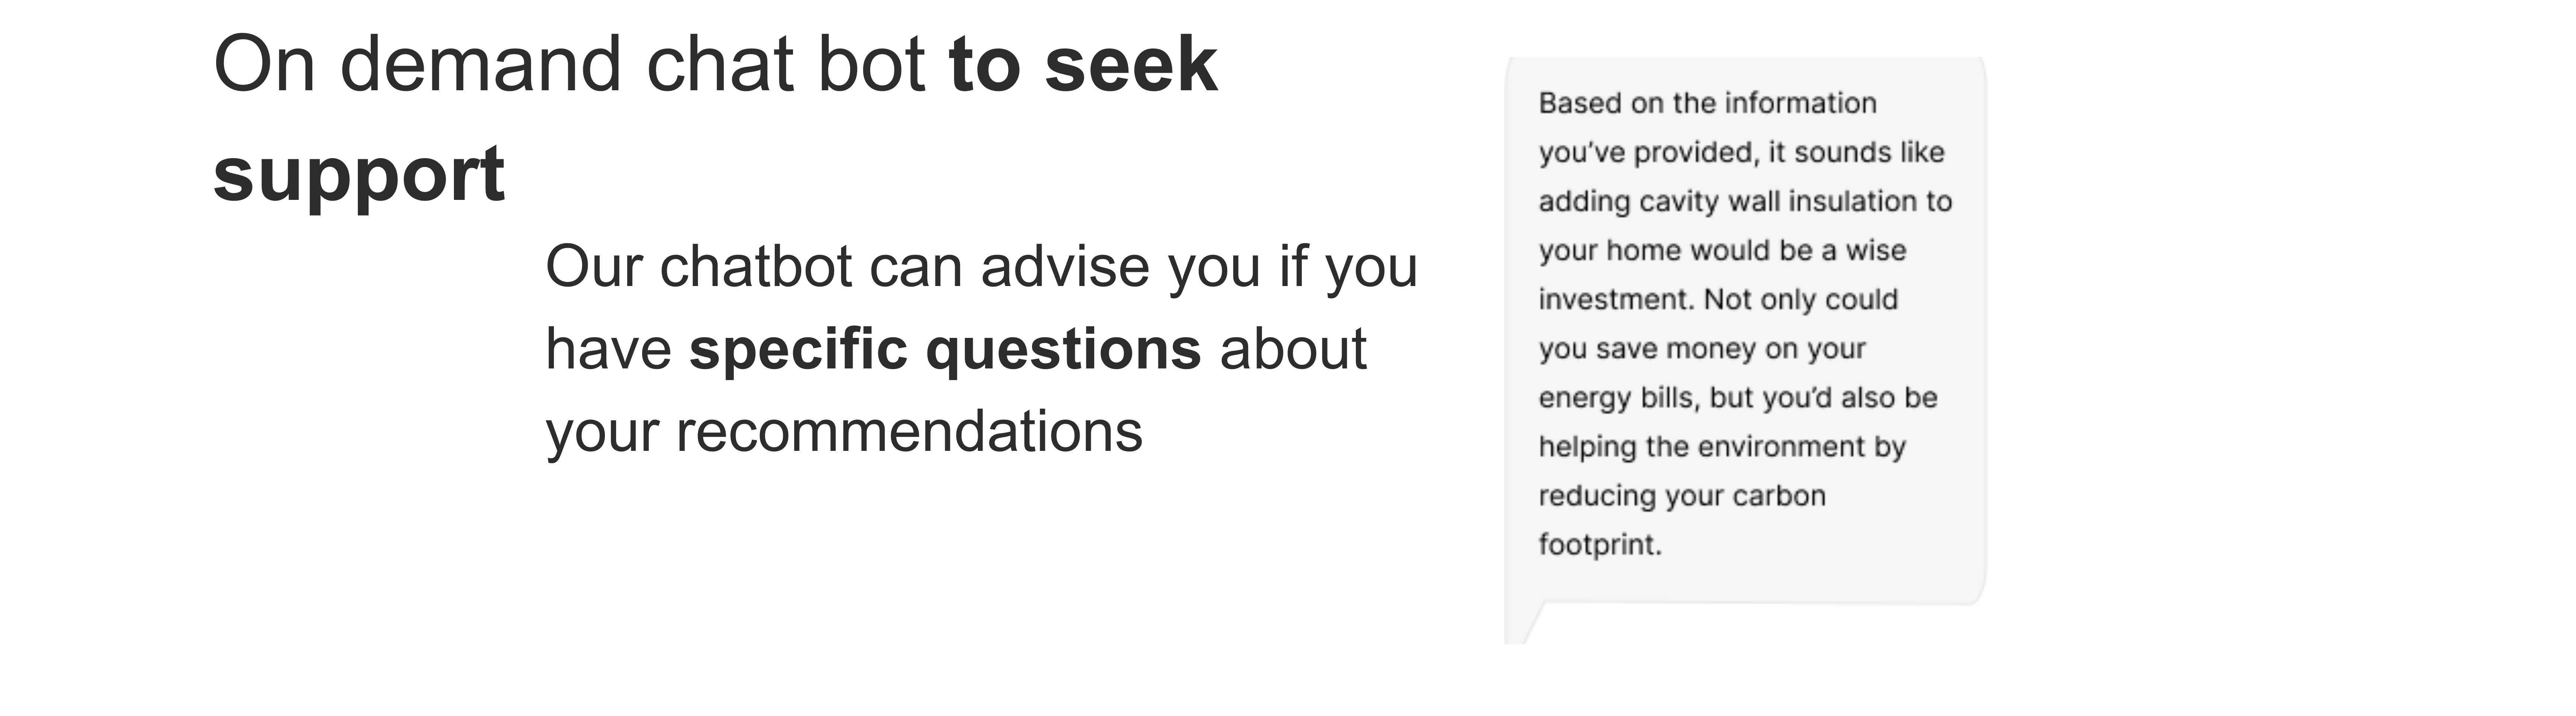 On demand chat bot to seek
support
Our chatbot can advise you if you
have specific questions about
your recommendations
Based on the information
you’ve provided, it sounds like
adding cavity wall insulation to
your home would be a wise
investment. Not only could
you save money on your
energy bills, but you’d also be
helping the environment by
reducing your carbon
footprint.